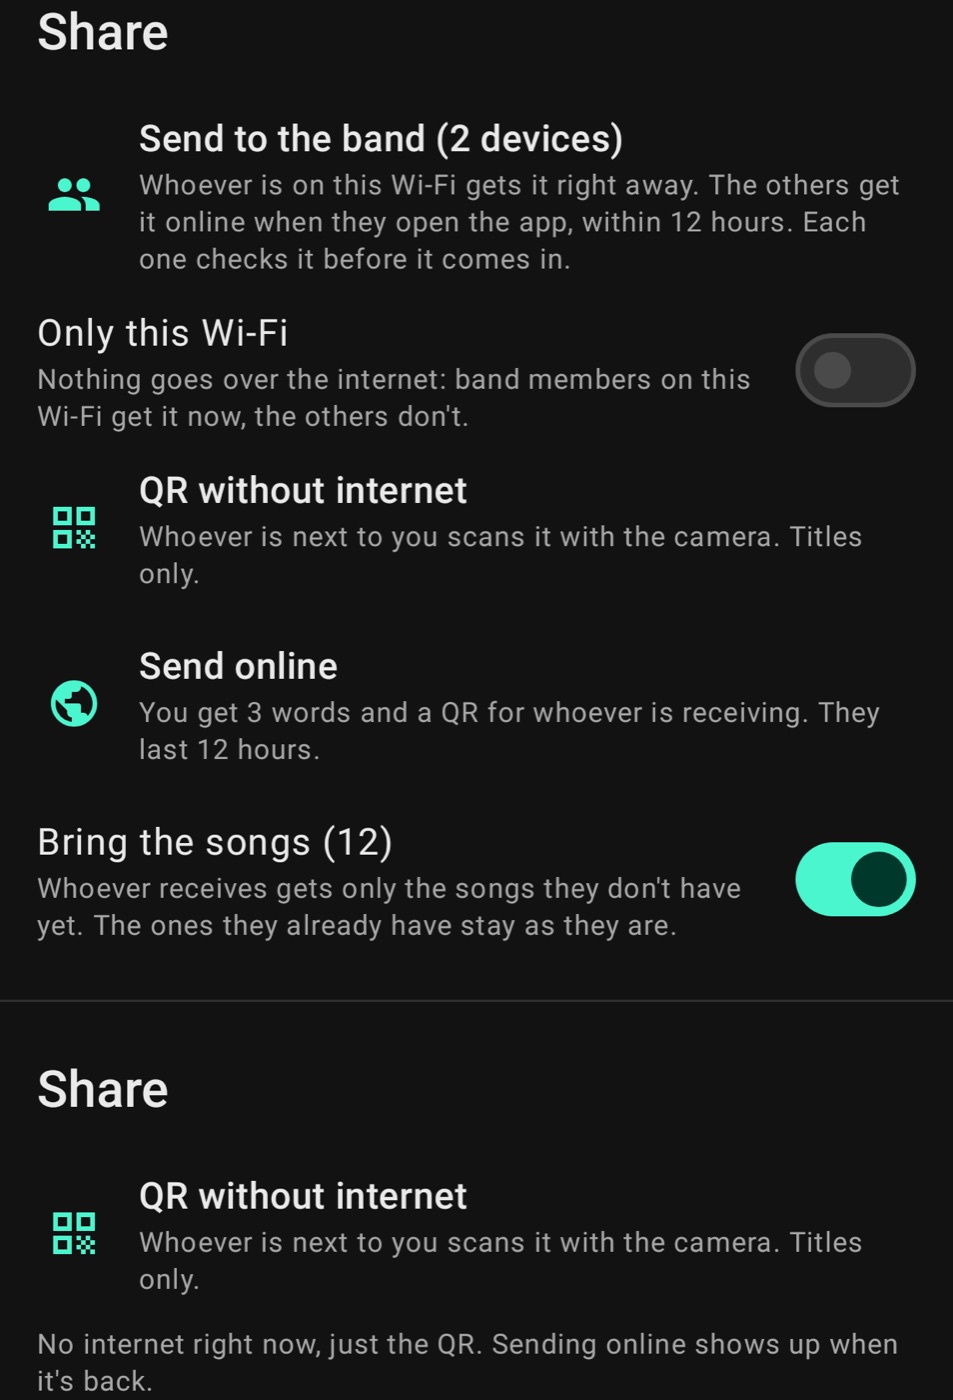 Share
Send to the band (2 devices)
Whoever is on this Wi-Fi gets it right away. The others get
it online when they open the app, within 12 hours. Each
one checks it before it comes in.
Only this Wi-Fi
Nothing goes over the internet: band members on this
Wi-Fi get it now, the others don't.
QR without internet
Whoever is next to you scans it with the camera. Titles
only.
Send online
You get 3 words and a QR for whoever is receiving. They
last 12 hours.
Bring the songs (12)
Whoever receives gets only the songs they don't have
yet. The ones they already have stay as they are.
Share
QR without internet
Whoever is next to you scans it with the camera. Titles
only.
No internet right now, just the QR. Sending online shows up when
it's back.